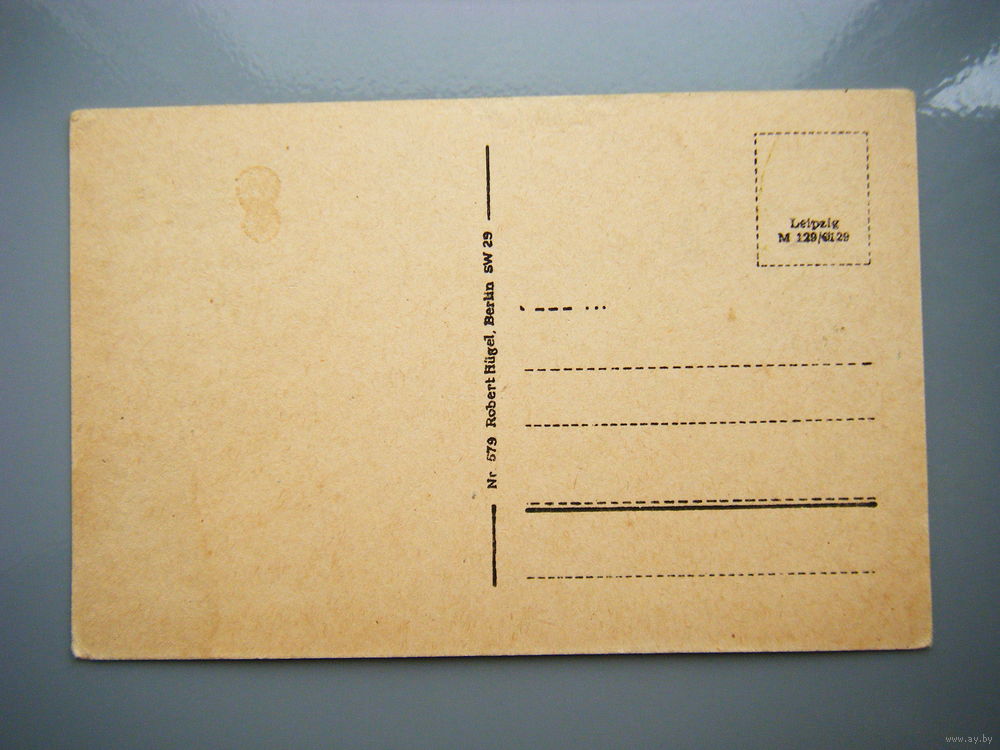 Nr 579 Robert Hügel, Berlin SW 29
Leipzig
M 129/6129
www.ay.by